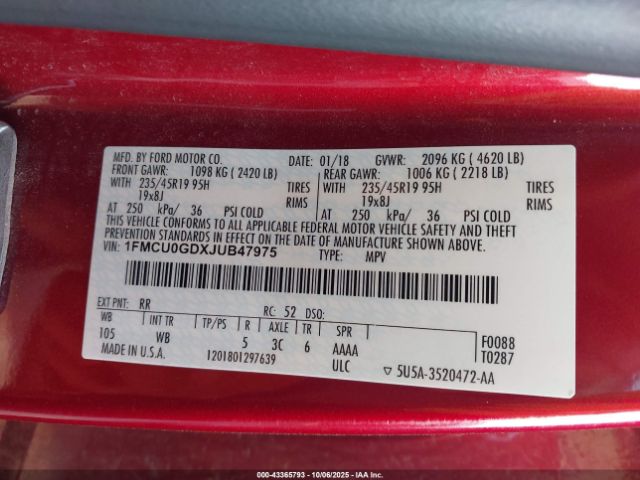 MFD. BY FORD MOTOR CO. DATE: 01/18 GVWR: 2096 KG ( 4620 LB)
FRONT GAWR: 1098 KG ( 2420 LB) REAR GAWR: 1006 KG ( 2218 LB)
WITH 235/45R19 95H TIRES WITH 235/45R19 95H TIRES
19x8J RIMS 19x8J RIMS
AT 250 kPa/ 36 PSI COLD AT 250 kPa/ 36 PSI COLD
THIS VEHICLE CONFORMS TO ALL APPLICABLE FEDERAL MOTOR VEHICLE SAFETY AND THEFT
PREVENTION STANDARDS IN EFFECT ON THE DATE OF MANUFACTURE SHOWN ABOVE.
VIN: 1FMCU0GDXJUB47975 TYPE: MPV
EXT PNT: RR RC: 52 DSO:
WB INT TR TP/PS R AXLE TR SPR F0088
105 WB 5 3C 6 AAAA T0287
MADE IN U.S.A. 1201801297639 ULC ▽ 5U5A-3520472-AA
000-43365793 - 10/06/2025 - IAA Inc.